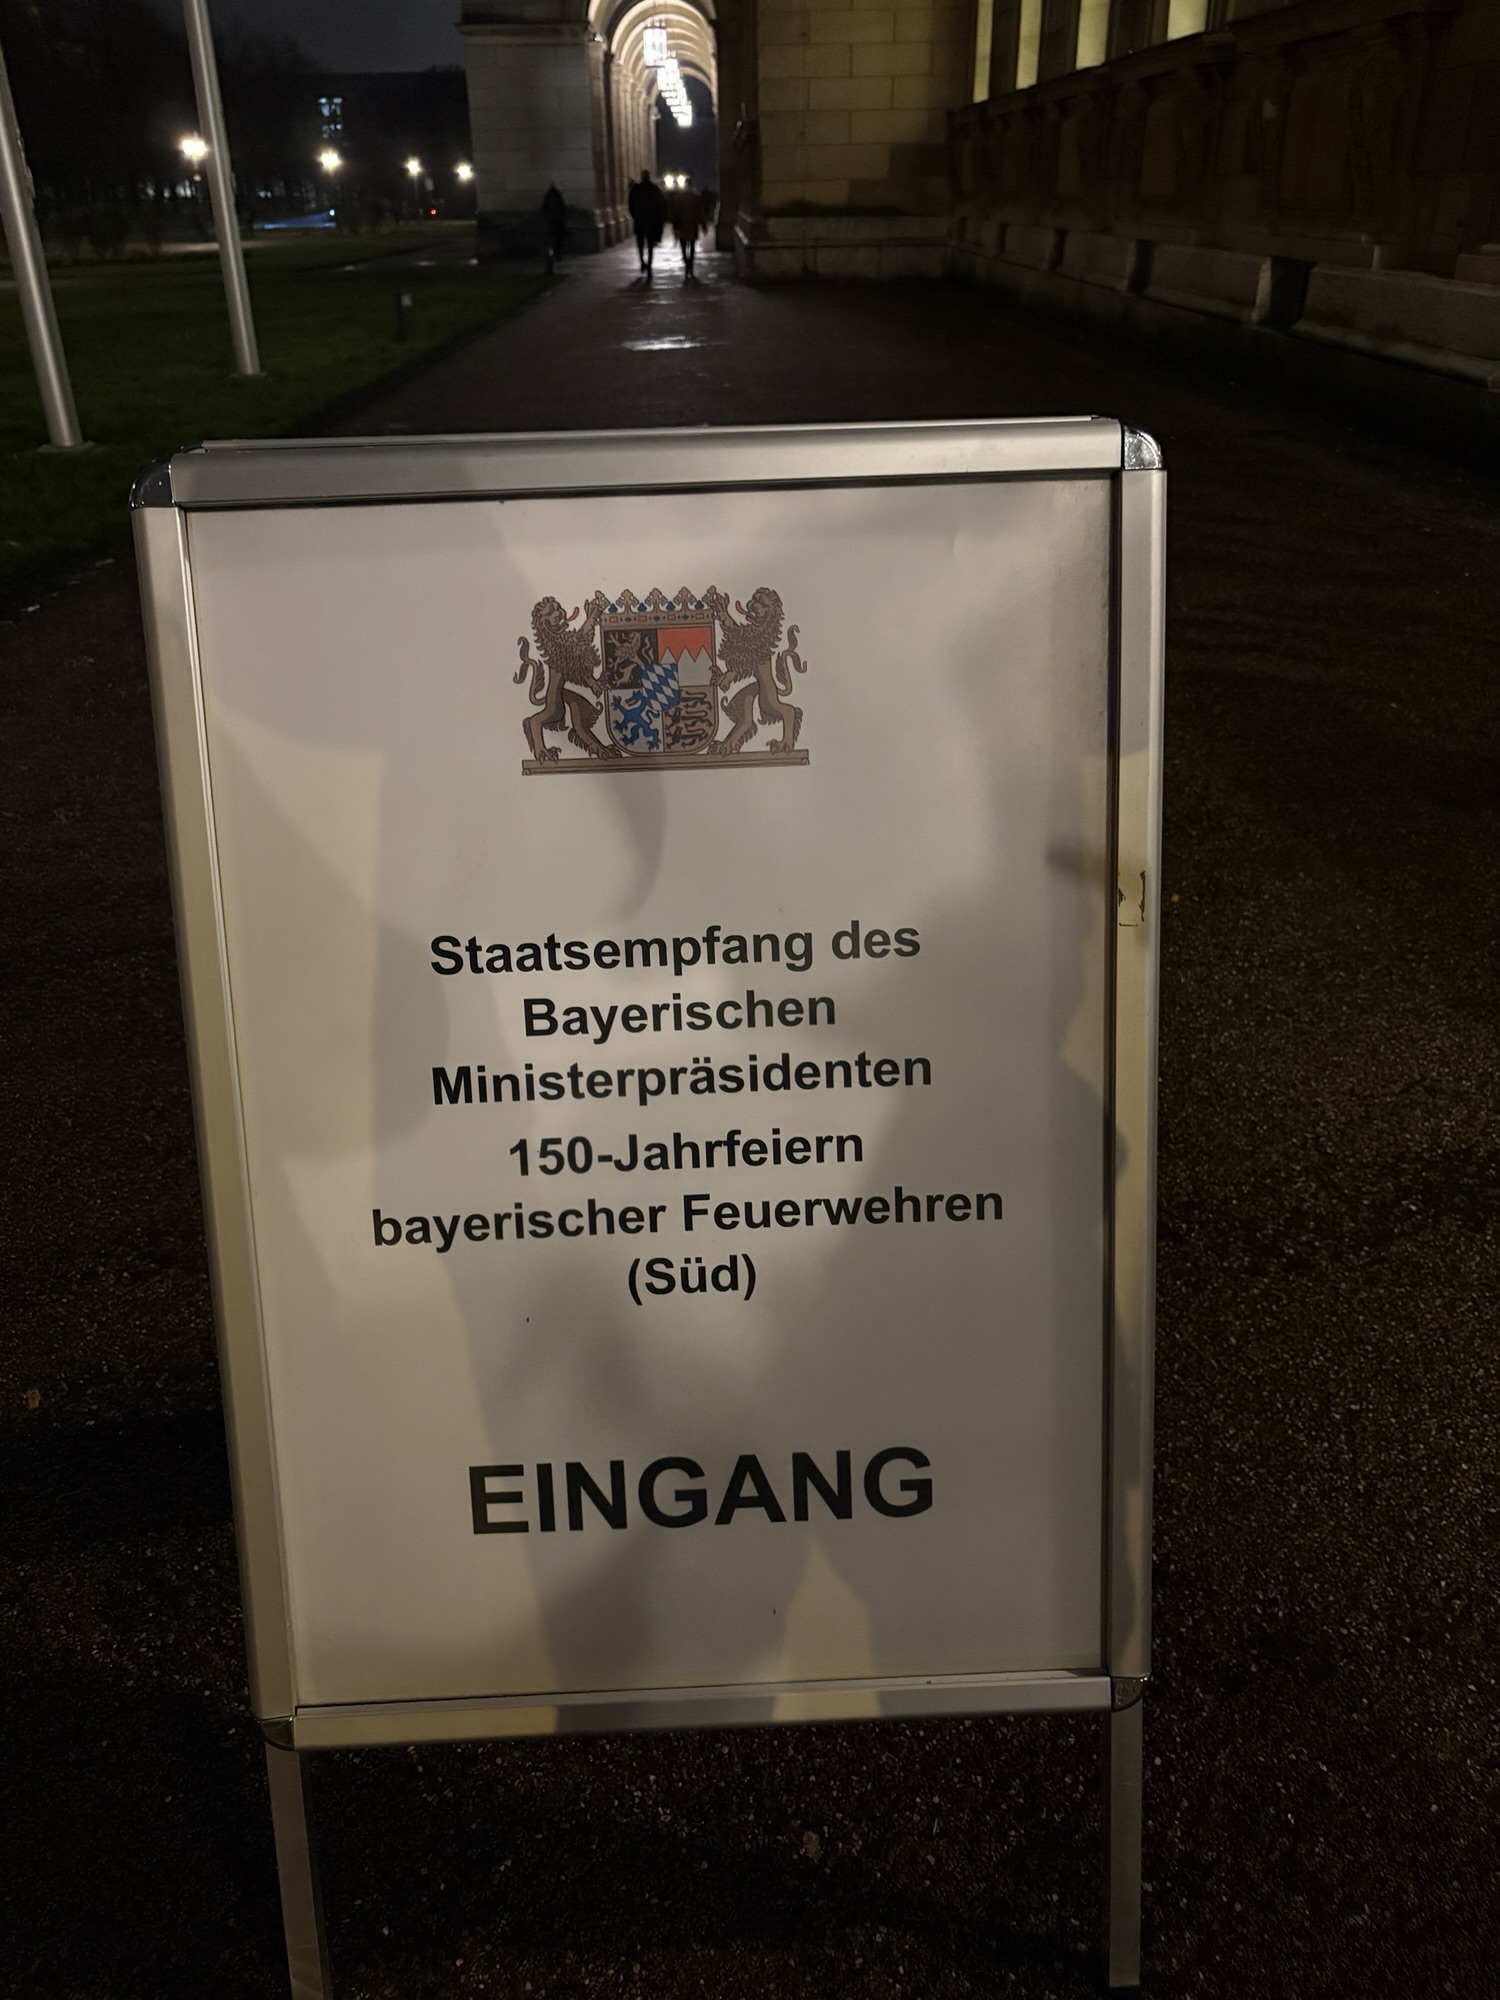 Staatsempfang des
Bayerischen
Ministerpräsidenten
150-Jahrfeiern
bayerischer Feuerwehren
(Süd)
EINGANG